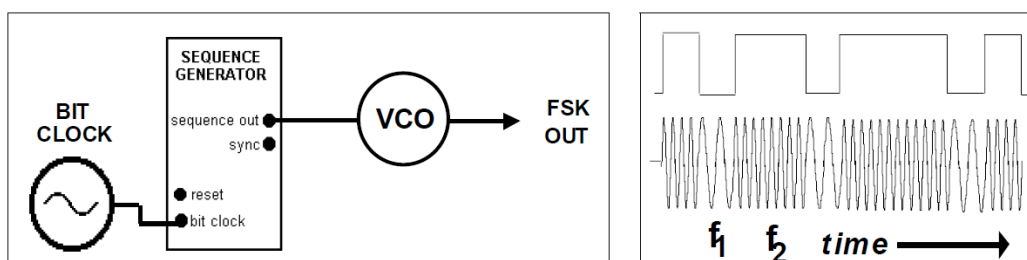 SEQUENCE
GENERATOR
BIT
CLOCK
sequence out
sync
reset
bit clock
VCO
FSK
OUT
f1 f2 time